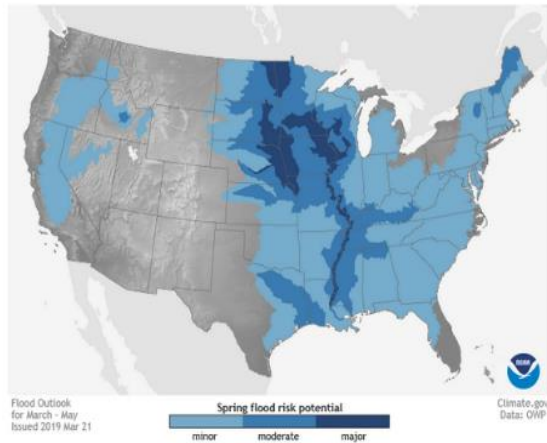 Flood Outlook
for March - May
Issued 2019 Mar 21
Spring flood risk potential
minor moderate major
NOAA
Climate.gov
Data: OWP